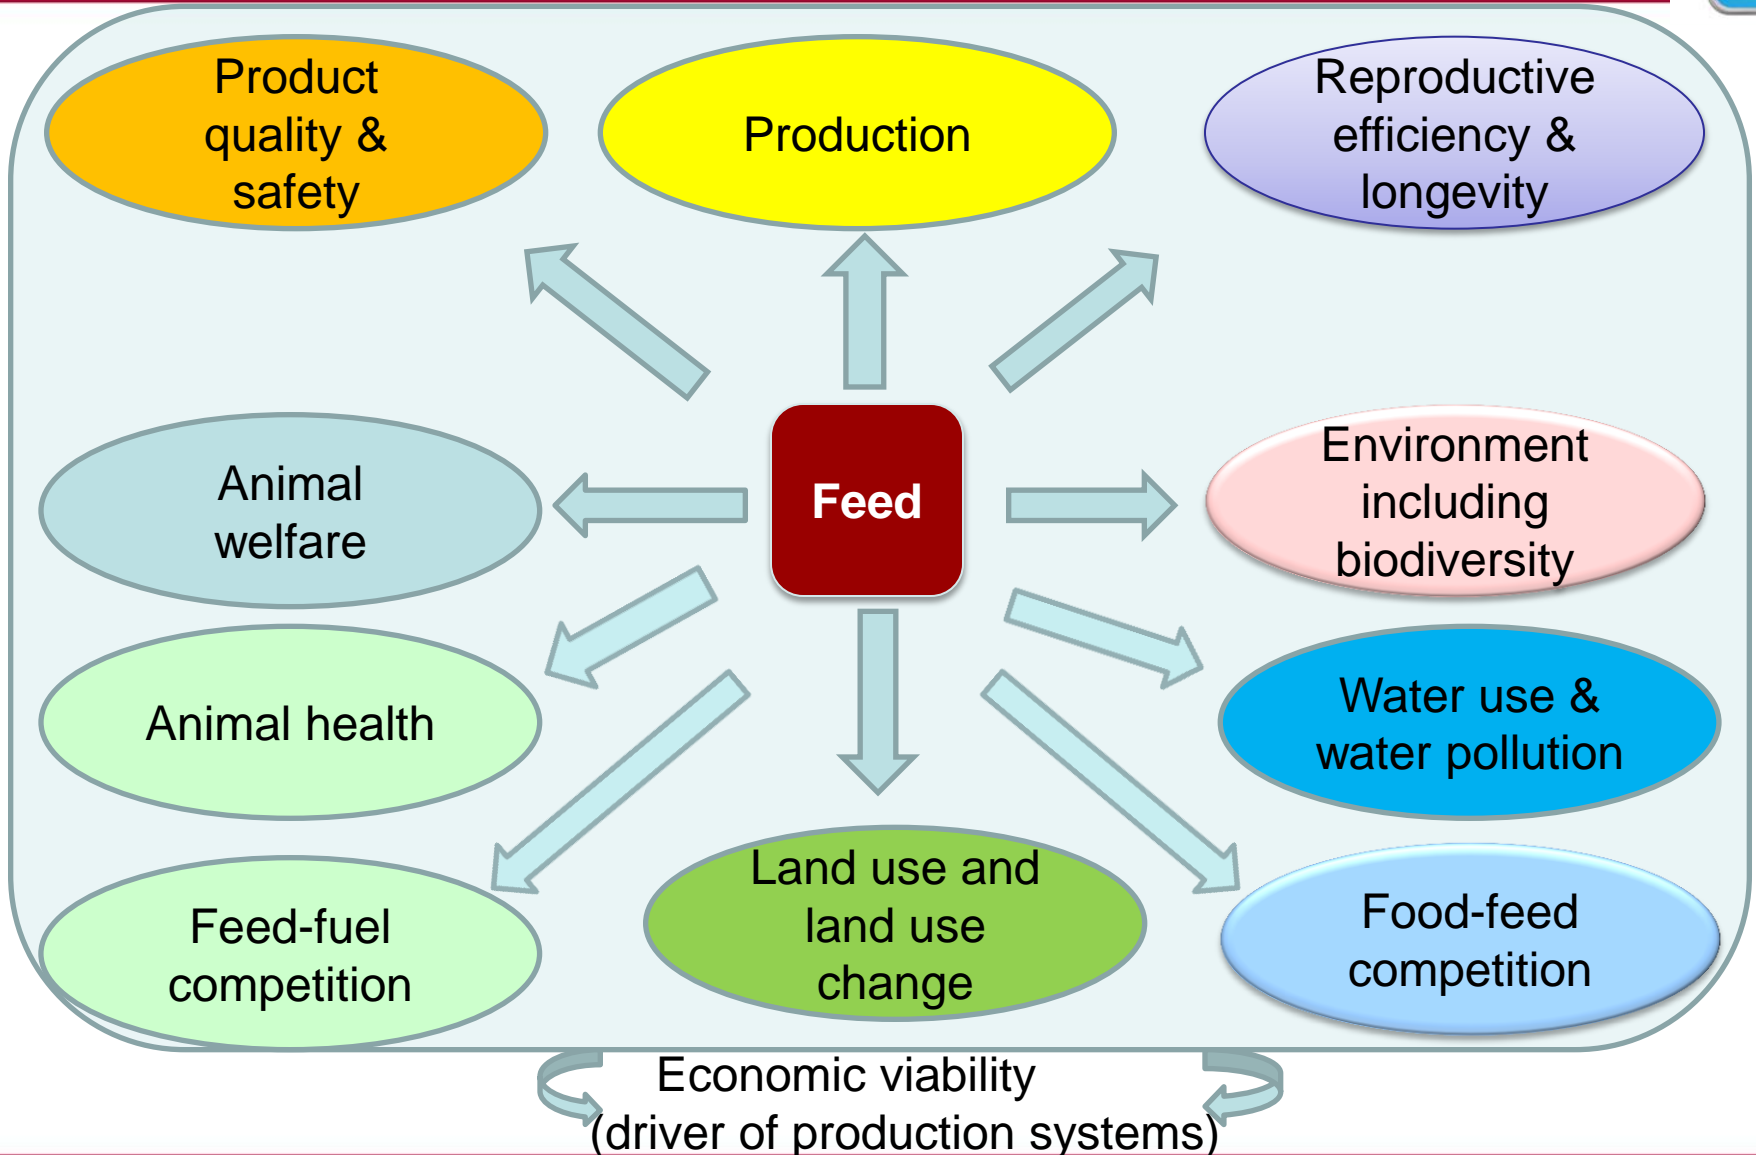 Product
quality &
safety
Production
Reproductive
efficiency &
longevity
Animal
welfare
Feed
Environment
including
biodiversity
Animal health
Water use &
water pollution
Feed-fuel
competition
Land use and
land use
change
Food-feed
competition
Economic viability
(driver of production systems)